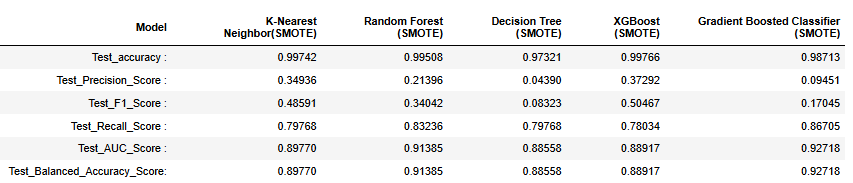 Model K-Nearest Neighbor(SMOTE) Random Forest (SMOTE) Decision Tree (SMOTE) XGBoost (SMOTE) Gradient Boosted Classifier (SMOTE)
Test_accuracy : 0.99742 0.99508 0.97321 0.99766 0.98713
Test_Precision_Score : 0.34936 0.21396 0.04390 0.37292 0.09451
Test_F1_Score : 0.48591 0.34042 0.08323 0.50467 0.17045
Test_Recall_Score : 0.79768 0.83236 0.79768 0.78034 0.86705
Test_AUC_Score : 0.89770 0.91385 0.88558 0.88917 0.92718
Test_Balanced_Accuracy_Score: 0.89770 0.91385 0.88558 0.88917 0.92718